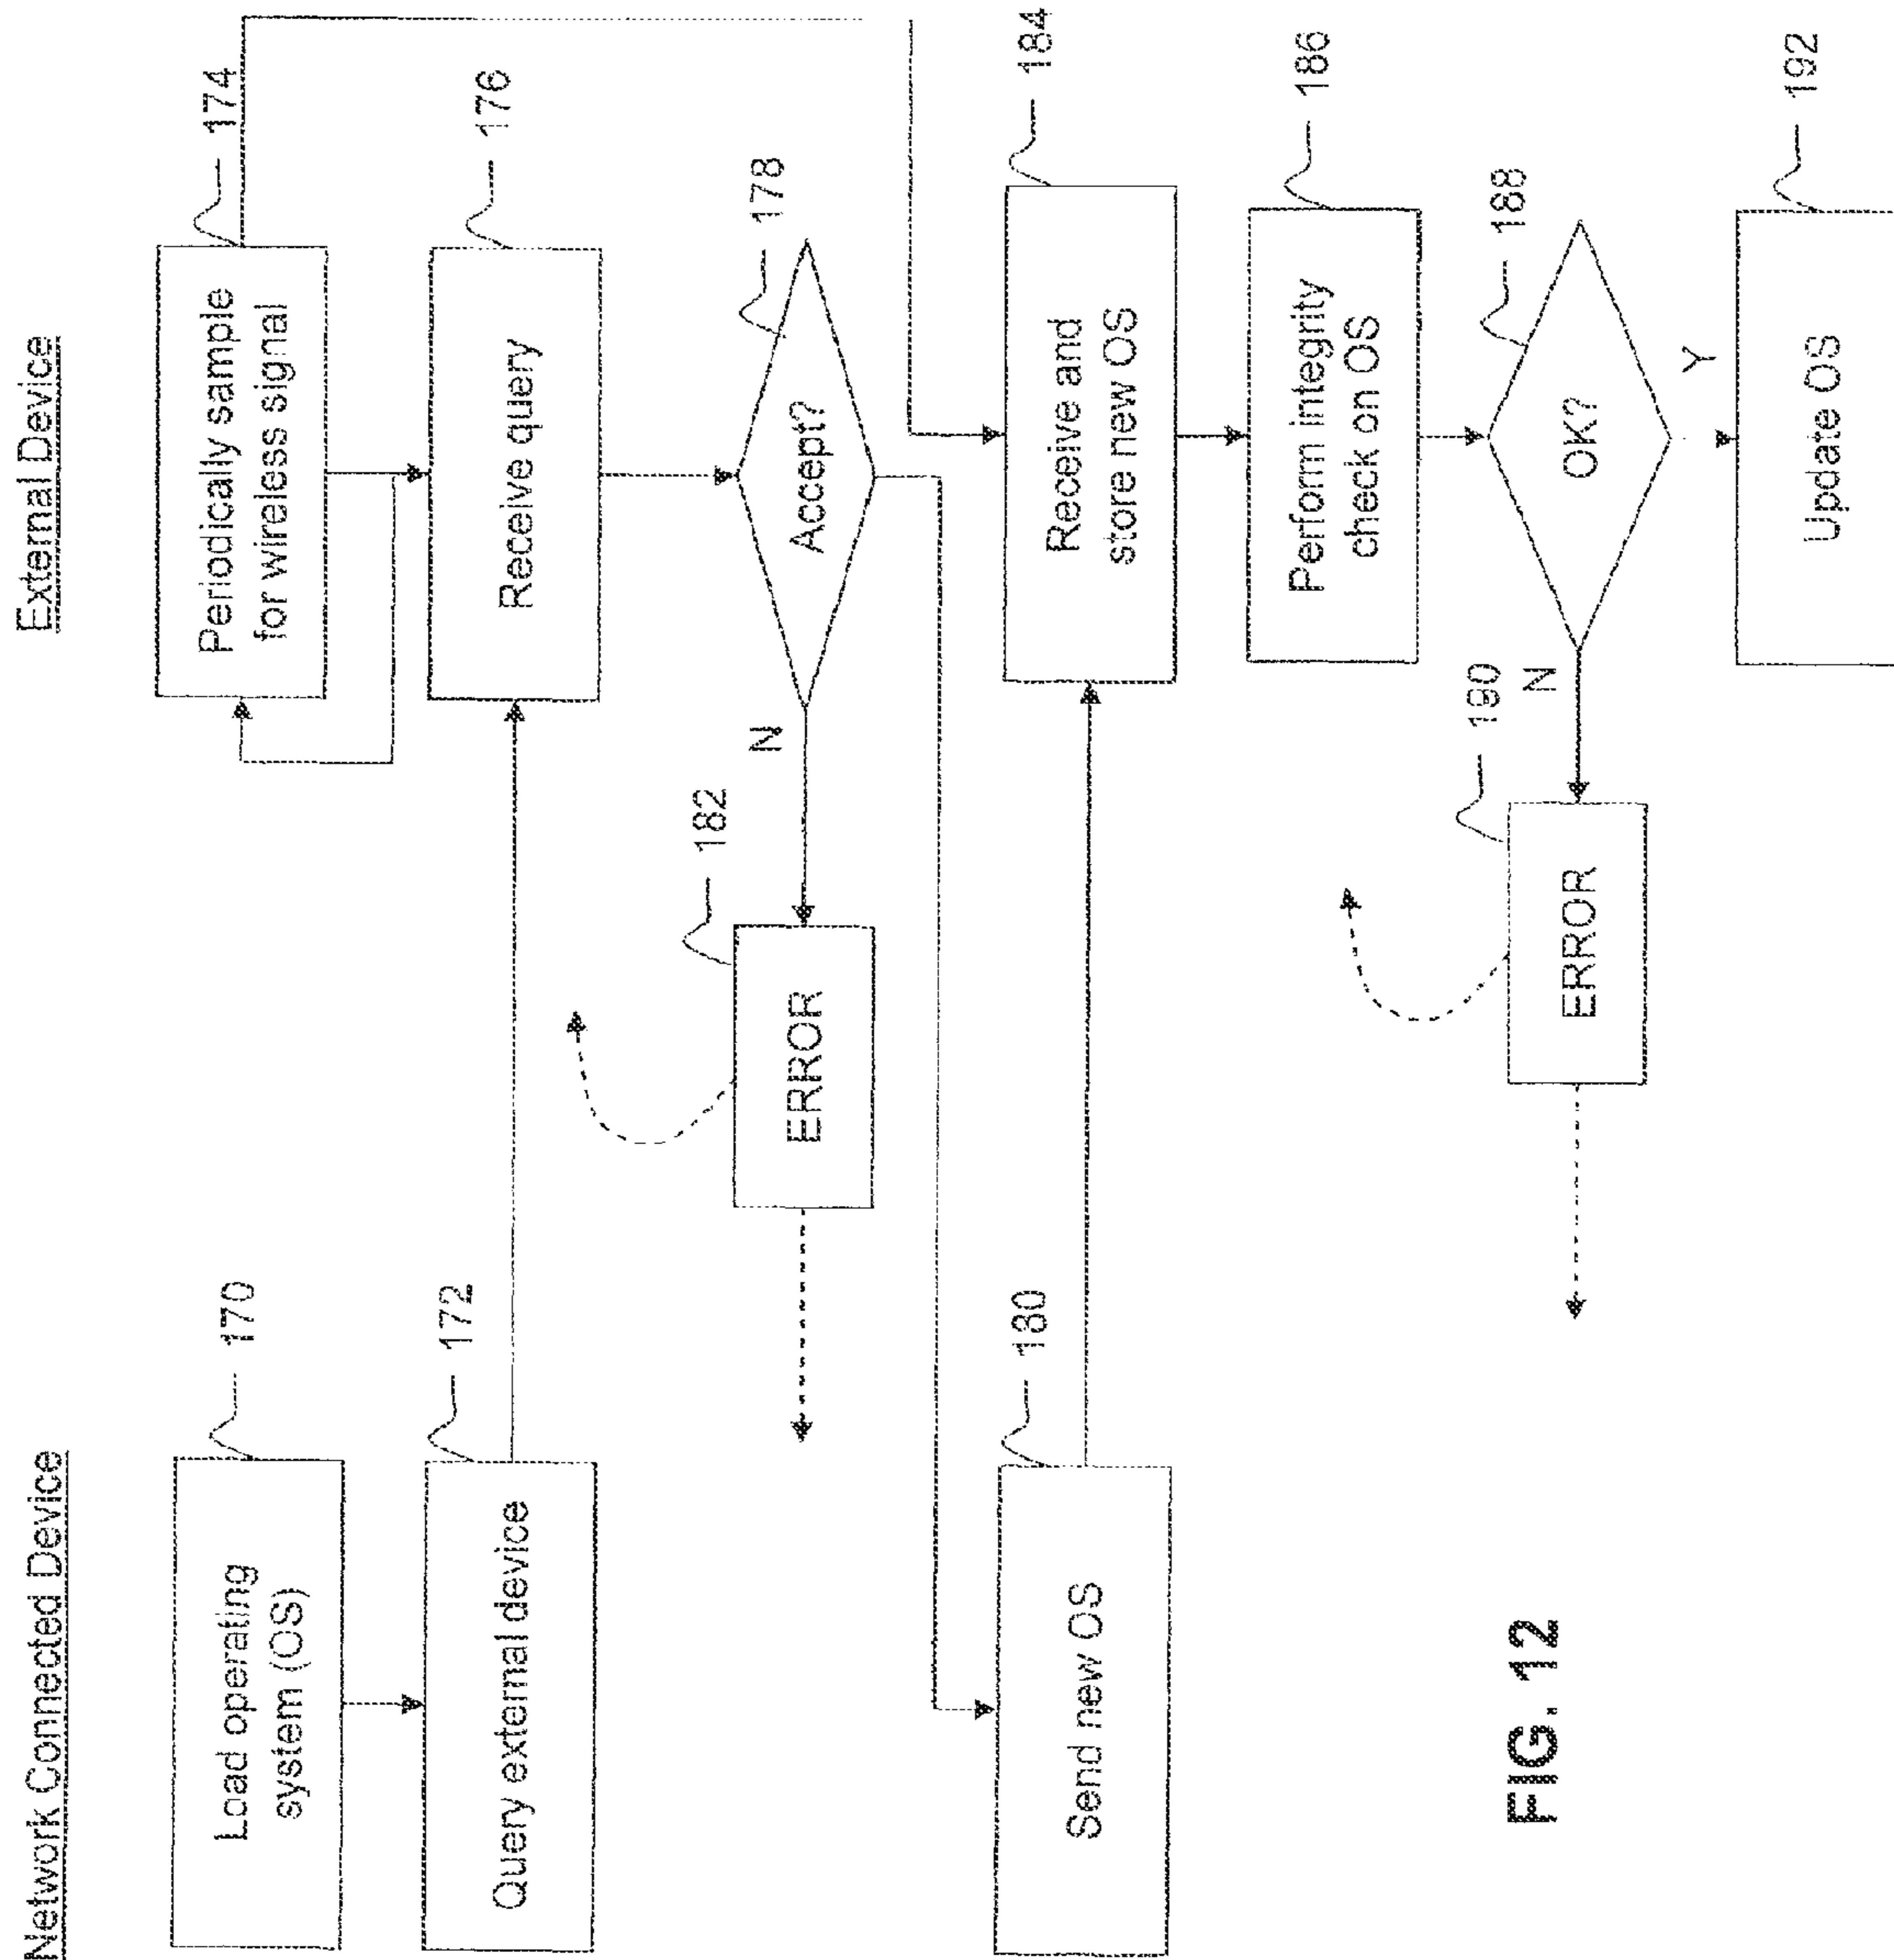 Network Connected Device
External Device
Load operating
system (OS)
170
Periodically sample
for wireless signal
174
Query external device
172
Receive query
176
Accept?
178
N
ERROR
182
Send new OS
180
Receive and
store new OS
184
Perform integrity
check on OS
186
OK?
188
N
ERROR
190
Y
Update OS
192
FIG. 12